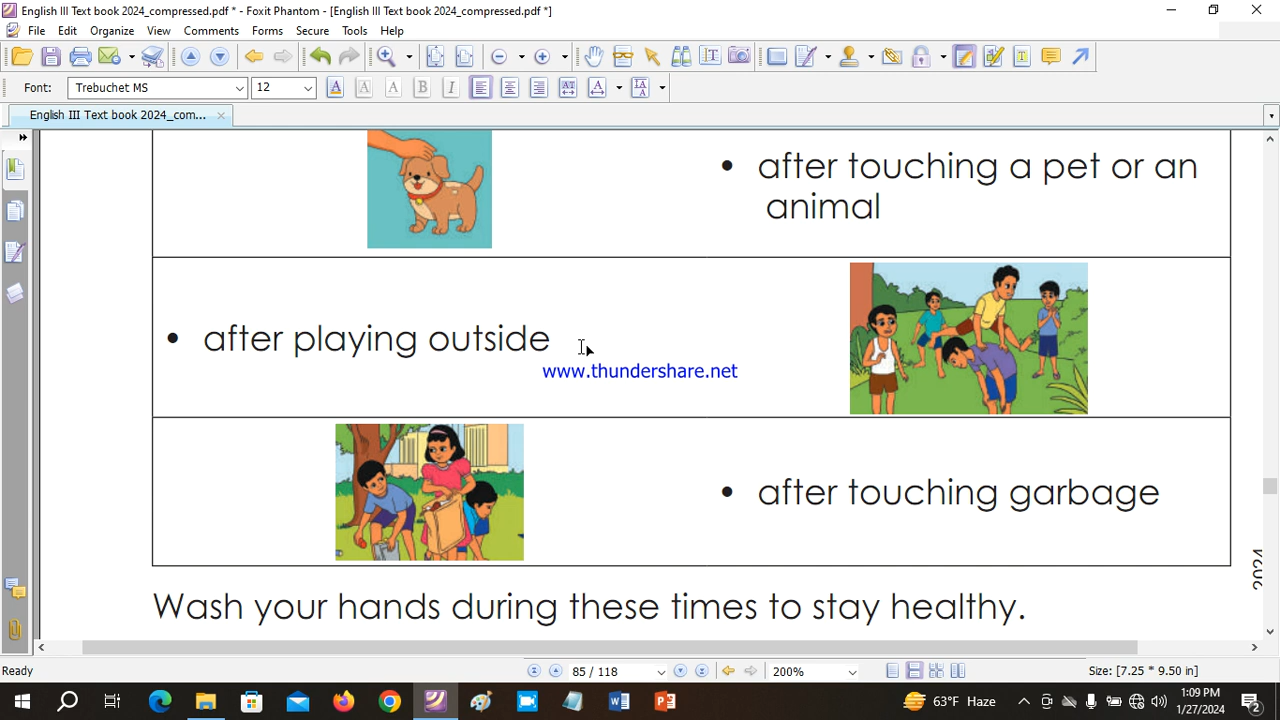 English III Text book 2024_compressed.pdf * - Foxit Phantom - [English III Text book 2024_compressed.pdf *]
File Edit Organize View Comments Forms Secure Tools Help
Font: Trebuchet MS 12
English III Text book 2024_com...
• after touching a pet or an
animal
• after playing outside
www.thundershare.net
• after touching garbage
2024
Wash your hands during these times to stay healthy.
Ready 85 / 118 200% Size: [7.25 * 9.50 in]
63°F Haze 1:09 PM
1/27/2024 2